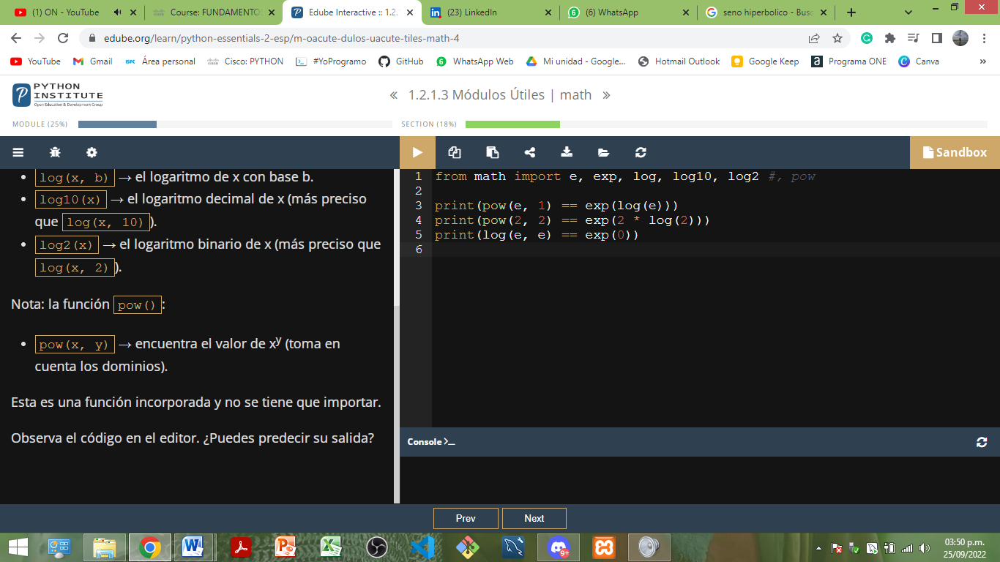 (1) ON - YouTube
Course: FUNDAMENTO
Edube Interactive :: 1.2.
(23) LinkedIn
(6) WhatsApp
seno hiperbolico - Busc
edube.org/learn/python-essentials-2-esp/m-oacute-dulos-uacute-tiles-math-4
YouTube
Gmail
Área personal
Cisco: PYTHON
#YoProgramo
GitHub
WhatsApp Web
Mi unidad - Google...
Hotmail Outlook
Google Keep
Programa ONE
Canva
»
PYTHON
INSTITUTE
Open Education & Development Group
« 1.2.1.3 Módulos Útiles | math »
MODULE (25%)
SECTION (18%)
Sandbox
• log(x, b) → el logaritmo de x con base b.
• log10(x) → el logaritmo decimal de x (más preciso
que log(x, 10)).
• log2(x) → el logaritmo binario de x (más preciso que
log(x, 2)).
Nota: la función pow():
• pow(x, y) → encuentra el valor de xʸ (toma en
cuenta los dominios).
Esta es una función incorporada y no se tiene que importar.
Observa el código en el editor. ¿Puedes predecir su salida?
1 from math import e, exp, log, log10, log2 #, pow
2
3 print(pow(e, 1) == exp(log(e)))
4 print(pow(2, 2) == exp(2 * log(2)))
5 print(log(e, e) == exp(0))
6
Console >_
Prev
Next
9+
03:50 p.m.
25/09/2022